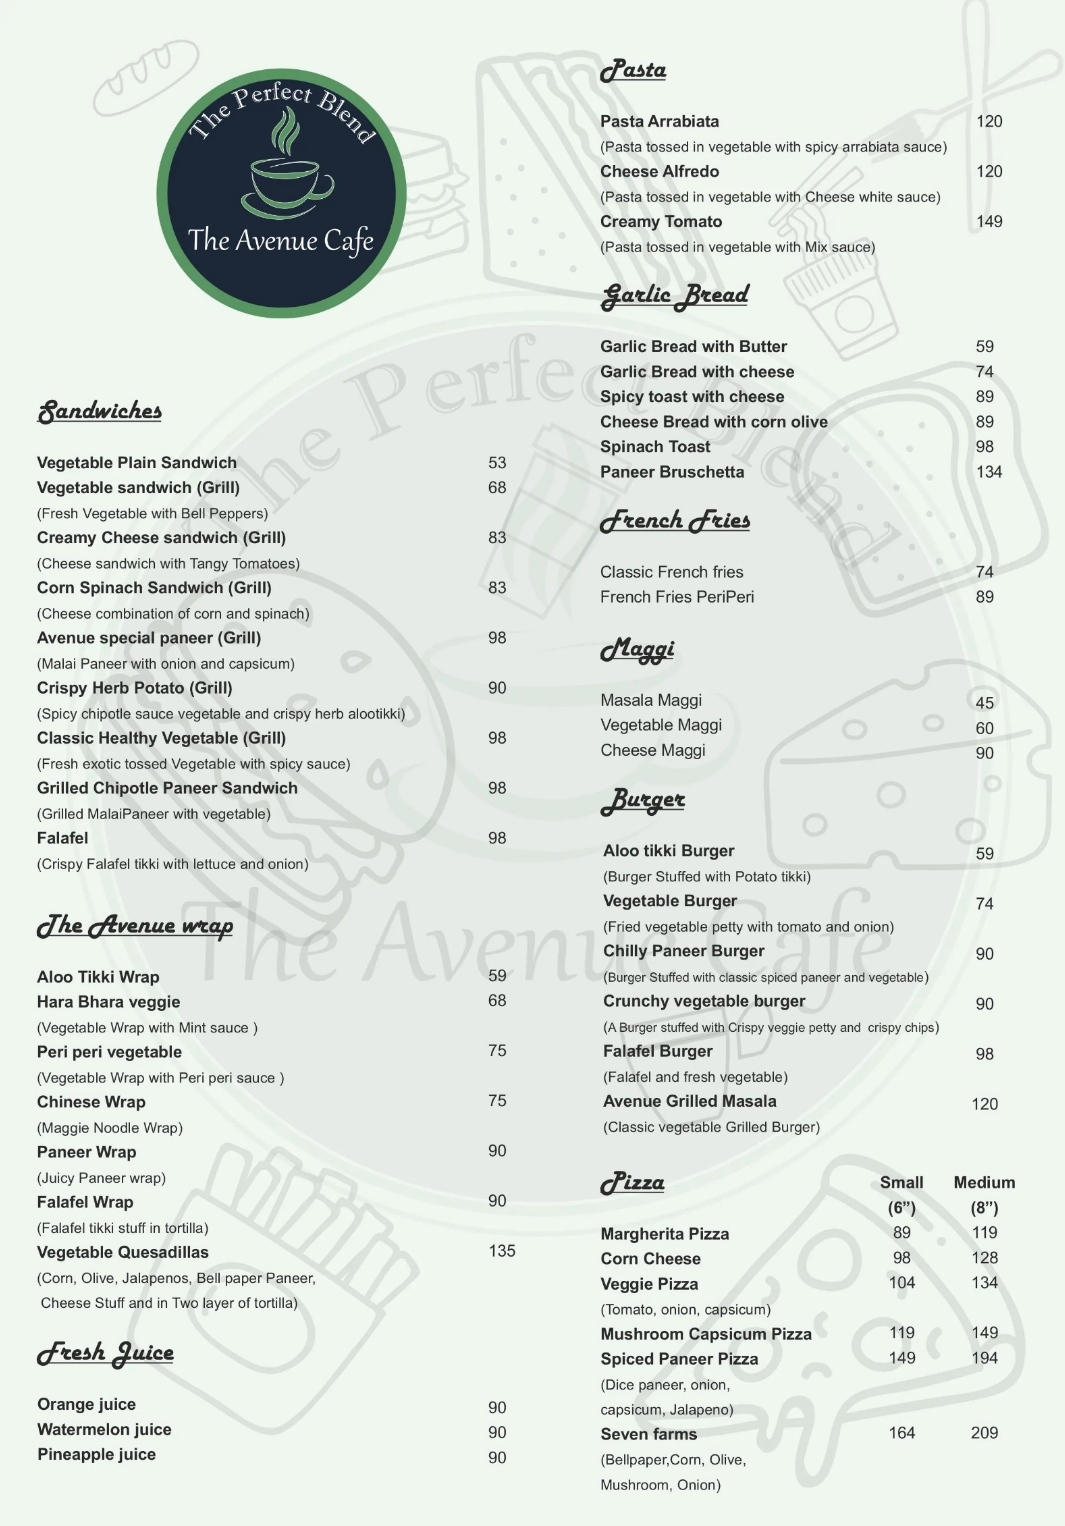 The Perfect Blend
The Avenue Cafe
Sandwiches
Vegetable Plain Sandwich 53
Vegetable sandwich (Grill) 68
(Fresh Vegetable with Bell Peppers)
Creamy Cheese sandwich (Grill) 83
(Cheese sandwich with Tangy Tomatoes)
Corn Spinach Sandwich (Grill) 83
(Cheese combination of corn and spinach)
Avenue special paneer (Grill) 98
(Malai Paneer with onion and capsicum)
Crispy Herb Potato (Grill) 90
(Spicy chipotle sauce vegetable and crispy herb alootikki)
Classic Healthy Vegetable (Grill) 98
(Fresh exotic tossed Vegetable with spicy sauce)
Grilled Chipotle Paneer Sandwich 98
(Grilled MalaiPaneer with vegetable)
Falafel 98
(Crispy Falafel tikki with lettuce and onion)
The Avenue wrap
Aloo Tikki Wrap 59
Hara Bhara veggie 68
(Vegetable Wrap with Mint sauce )
Peri peri vegetable 75
(Vegetable Wrap with Peri peri sauce )
Chinese Wrap 75
(Maggie Noodle Wrap)
Paneer Wrap 90
(Juicy Paneer wrap)
Falafel Wrap 90
(Falafel tikki stuff in tortilla)
Vegetable Quesadillas 135
(Corn, Olive, Jalapenos, Bell paper Paneer,
Cheese Stuff and in Two layer of tortilla)
Fresh Juice
Orange juice 90
Watermelon juice 90
Pineapple juice 90
Pasta
Pasta Arrabiata 120
(Pasta tossed in vegetable with spicy arrabiata sauce)
Cheese Alfredo 120
(Pasta tossed in vegetable with Cheese white sauce)
Creamy Tomato 149
(Pasta tossed in vegetable with Mix sauce)
Garlic Bread
Garlic Bread with Butter 59
Garlic Bread with cheese 74
Spicy toast with cheese 89
Cheese Bread with corn olive 89
Spinach Toast 98
Paneer Bruschetta 134
French Fries
Classic French fries 74
French Fries PeriPeri 89
Maggi
Masala Maggi 45
Vegetable Maggi 60
Cheese Maggi 90
Burger
Aloo tikki Burger 59
(Burger Stuffed with Potato tikki)
Vegetable Burger 74
(Fried vegetable petty with tomato and onion)
Chilly Paneer Burger 90
(Burger Stuffed with classic spiced paneer and vegetable)
Crunchy vegetable burger 90
(A Burger stuffed with Crispy veggie petty and crispy chips)
Falafel Burger 98
(Falafel and fresh vegetable)
Avenue Grilled Masala 120
(Classic vegetable Grilled Burger)
Pizza Small Medium
(6”) (8”)
Margherita Pizza 89 119
Corn Cheese 98 128
Veggie Pizza 104 134
(Tomato, onion, capsicum)
Mushroom Capsicum Pizza 119 149
Spiced Paneer Pizza 149 194
(Dice paneer, onion,
capsicum, Jalapeno)
Seven farms 164 209
(Bellpaper,Corn, Olive,
Mushroom, Onion)
The Perfect Blend
The Avenue Cafe